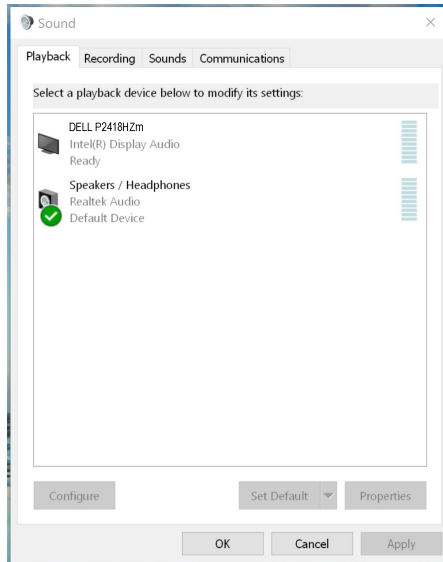 Sound
Playback Recording Sounds Communications
Select a playback device below to modify its settings:
DELL P2418HZm
Intel(R) Display Audio
Ready
Speakers / Headphones
Realtek Audio
Default Device
Configure Set Default Properties
OK Cancel Apply